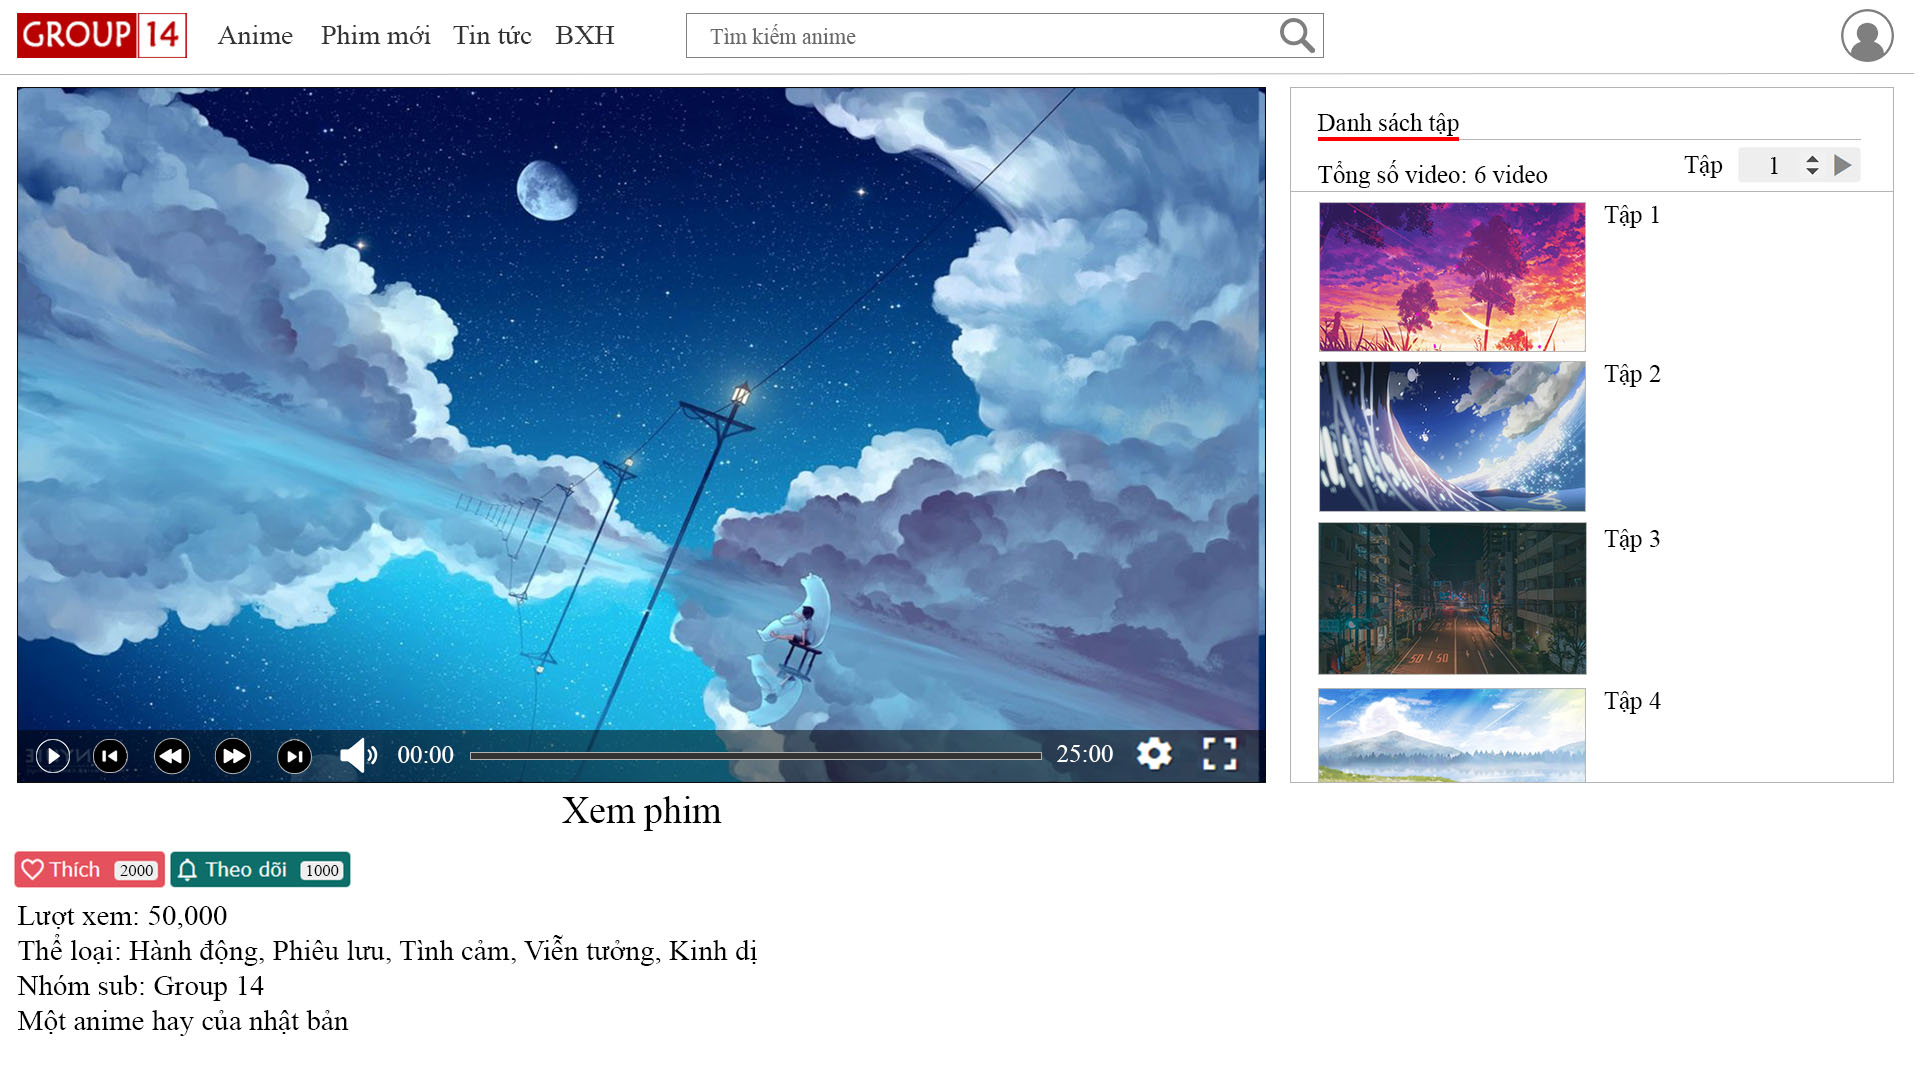 GROUP 14
Anime Phim mới Tin tức BXH
Tìm kiếm anime
Danh sách tập
Tổng số video: 6 video
Tập 1
Tập 1
Tập 2
Tập 3
Tập 4
00:00
25:00
Xem phim
Thích 2000
Theo dõi 1000
Lượt xem: 50,000
Thể loại: Hành động, Phiêu lưu, Tình cảm, Viễn tưởng, Kinh dị
Nhóm sub: Group 14
Một anime hay của nhật bản